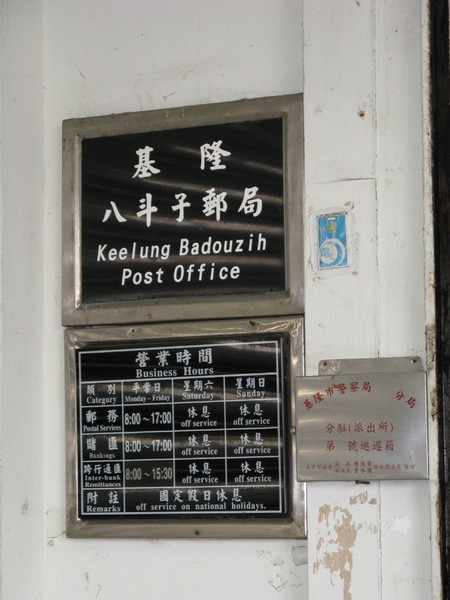 基隆
八斗子郵局
Keelung Badouzih
Post Office
營業時間
Business Hours
類別 平常日 星期六 星期日
Category Monday~Friday Saturday Sunday
郵務 8:00~17:00 休息 休息
Postal Services off service off service
儲匯 8:00~17:00 休息 休息
Bankings off service off service
跨行通匯 8:00~15:30 休息 休息
Inter-bank Remittances off service off service
附註 國定假日休息
Remarks off service on national holidays.
基隆市警察局 分局
分駐(派出所)
第 號巡邏箱